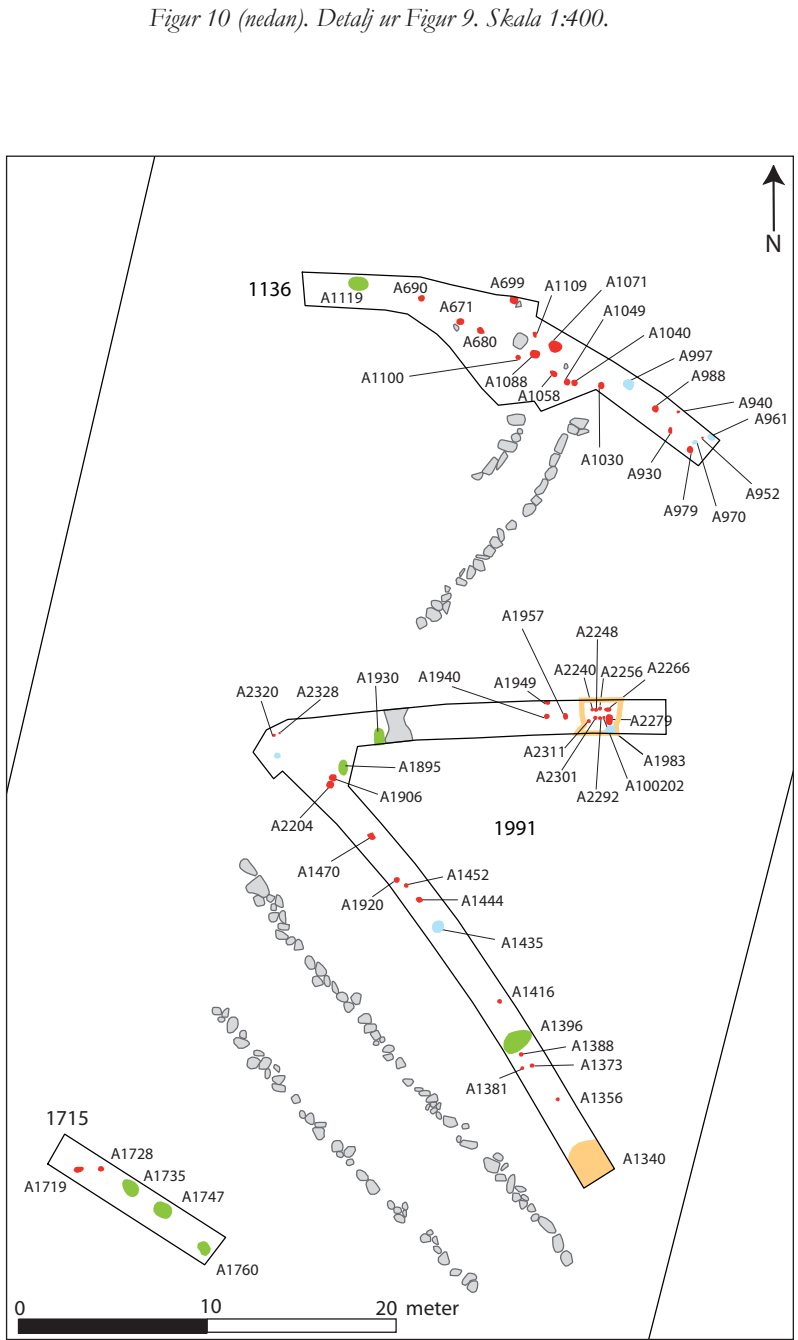 Figur 10 (nedan). Detalj ur Figur 9. Skala 1:400.
N
1136
A1119
A690
A699
A1109
A1071
A671
A1049
A680
A1040
A1100
A1088
A997
A1058
A988
A940
A961
A1030
A930
A952
A979
A970
A1957
A2248
A2240
A2256
A2266
A1930
A1940
A1949
A2320
A2328
A2279
A2311
A1983
A2301
A100202
A2292
A1895
A1906
A2204
1991
A1470
A1452
A1920
A1444
A1435
A1416
A1396
A1388
A1373
A1381
A1356
A1340
1715
A1728
A1719
A1735
A1747
A1760
0 10 20 meter